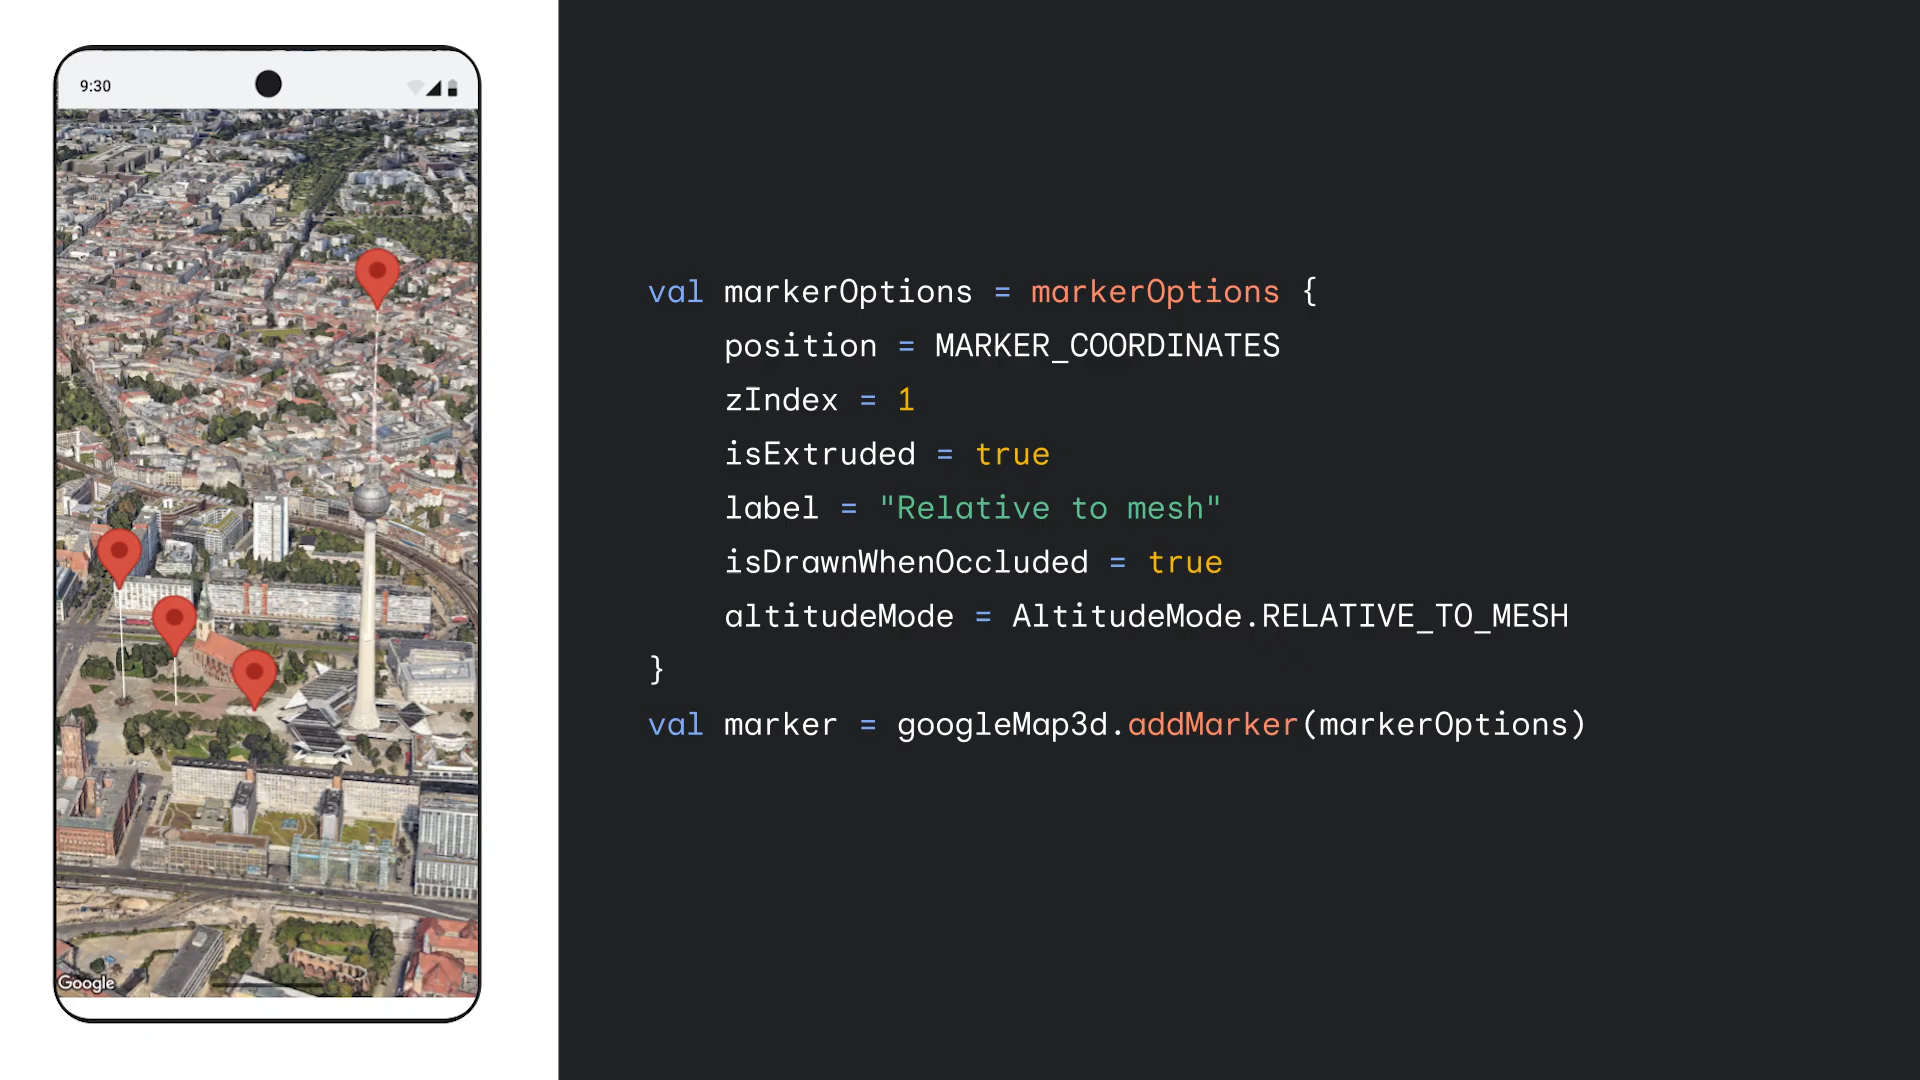 9:30
val markerOptions = markerOptions {
    position = MARKER_COORDINATES
    zIndex = 1
    isExtruded = true
    label = "Relative to mesh"
    isDrawnWhenOccluded = true
    altitudeMode = AltitudeMode.RELATIVE_TO_MESH
}
val marker = googleMap3d.addMarker(markerOptions)
Google